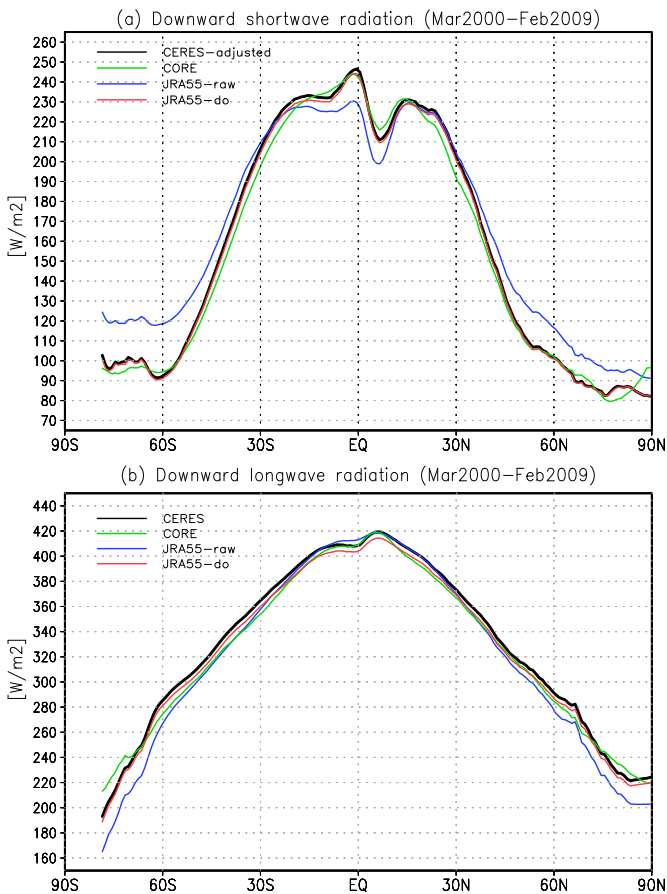 (a) Downward shortwave radiation (Mar2000-Feb2009)
260
250
240
230
220
210
200
190
180
170
160
150
140
130
120
110
100
90
80
70
[W/m2]
CERES-adjusted
CORE
JRA55-raw
JRA55-do
90S 60S 30S EQ 30N 60N 90N
(b) Downward longwave radiation (Mar2000-Feb2009)
440
420
400
380
360
340
320
300
280
260
240
220
200
180
160
[W/m2]
CERES
CORE
JRA55-raw
JRA55-do
90S 60S 30S EQ 30N 60N 90N